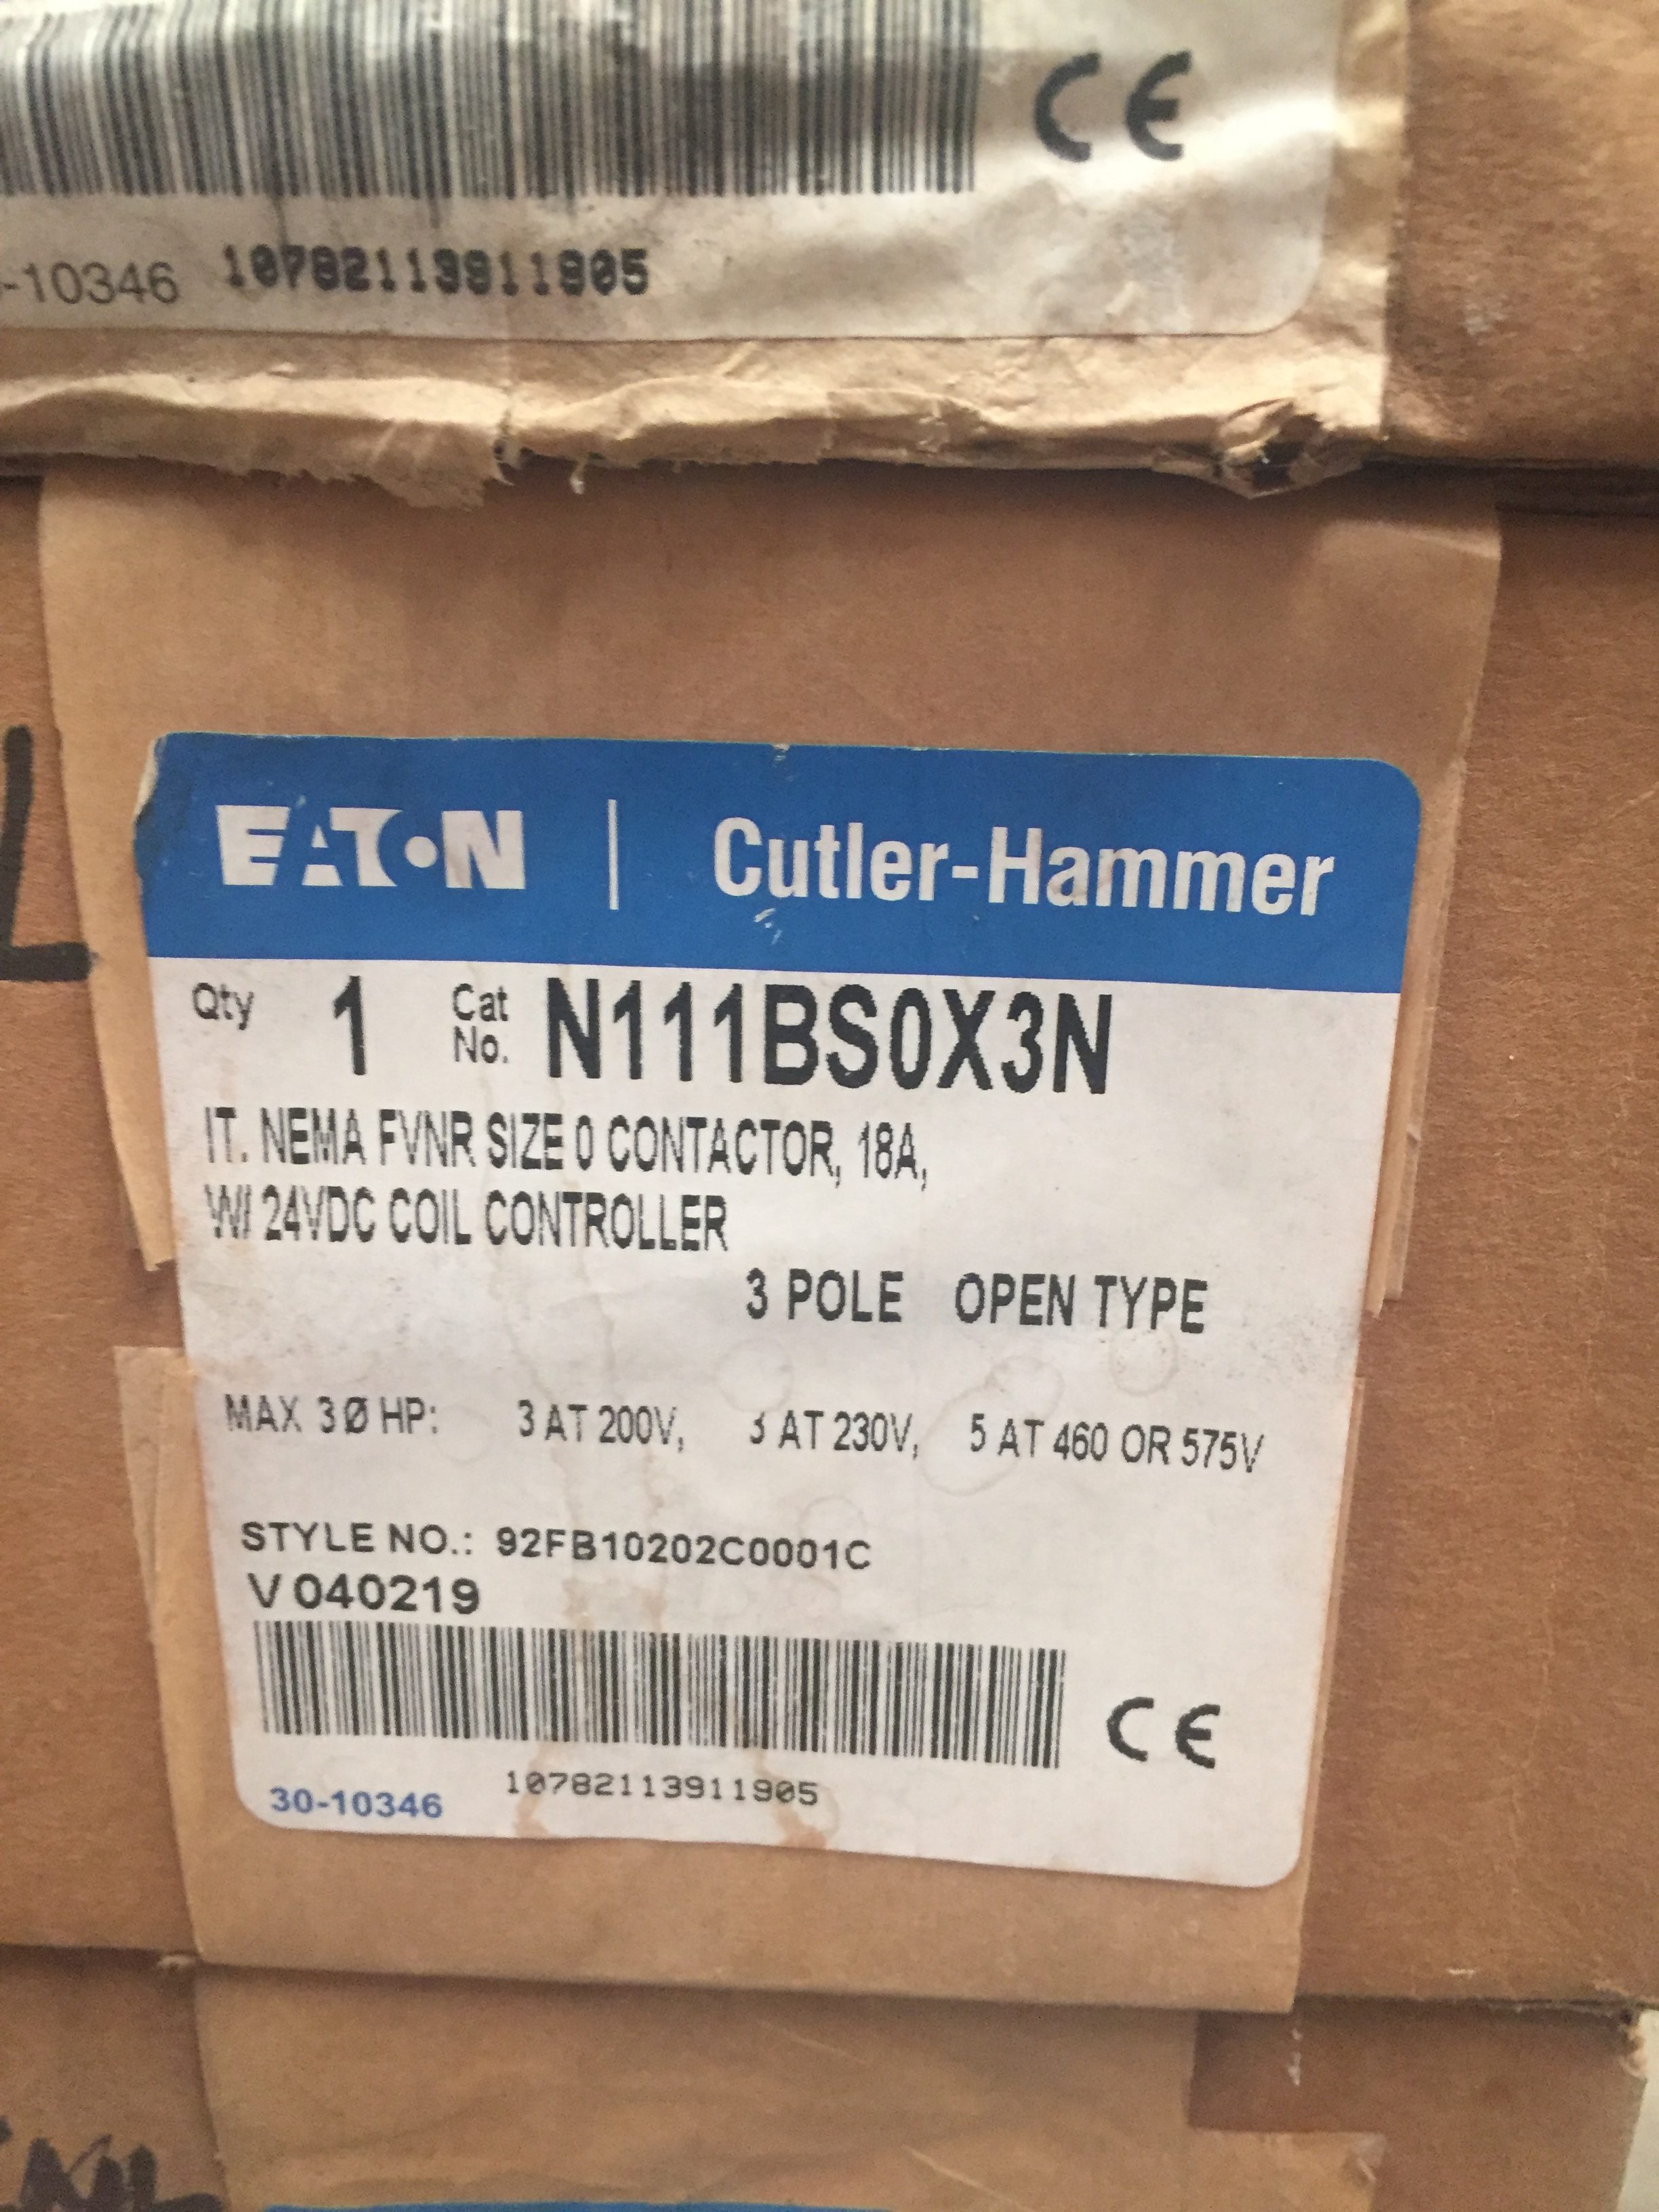 CE
-10346 10782113911905
L
EATON | Cutler-Hammer
Qty 1 Cat No. N111BS0X3N
IT. NEMA FVNR SIZE 0 CONTACTOR, 18A,
W/ 24VDC COIL CONTROLLER
3 POLE OPEN TYPE
MAX 3Ø HP: 3 AT 200V, 3 AT 230V, 5 AT 460 OR 575V
STYLE NO.: 92FB10202C0001C
V 040219
CE
30-10346 10782113911905